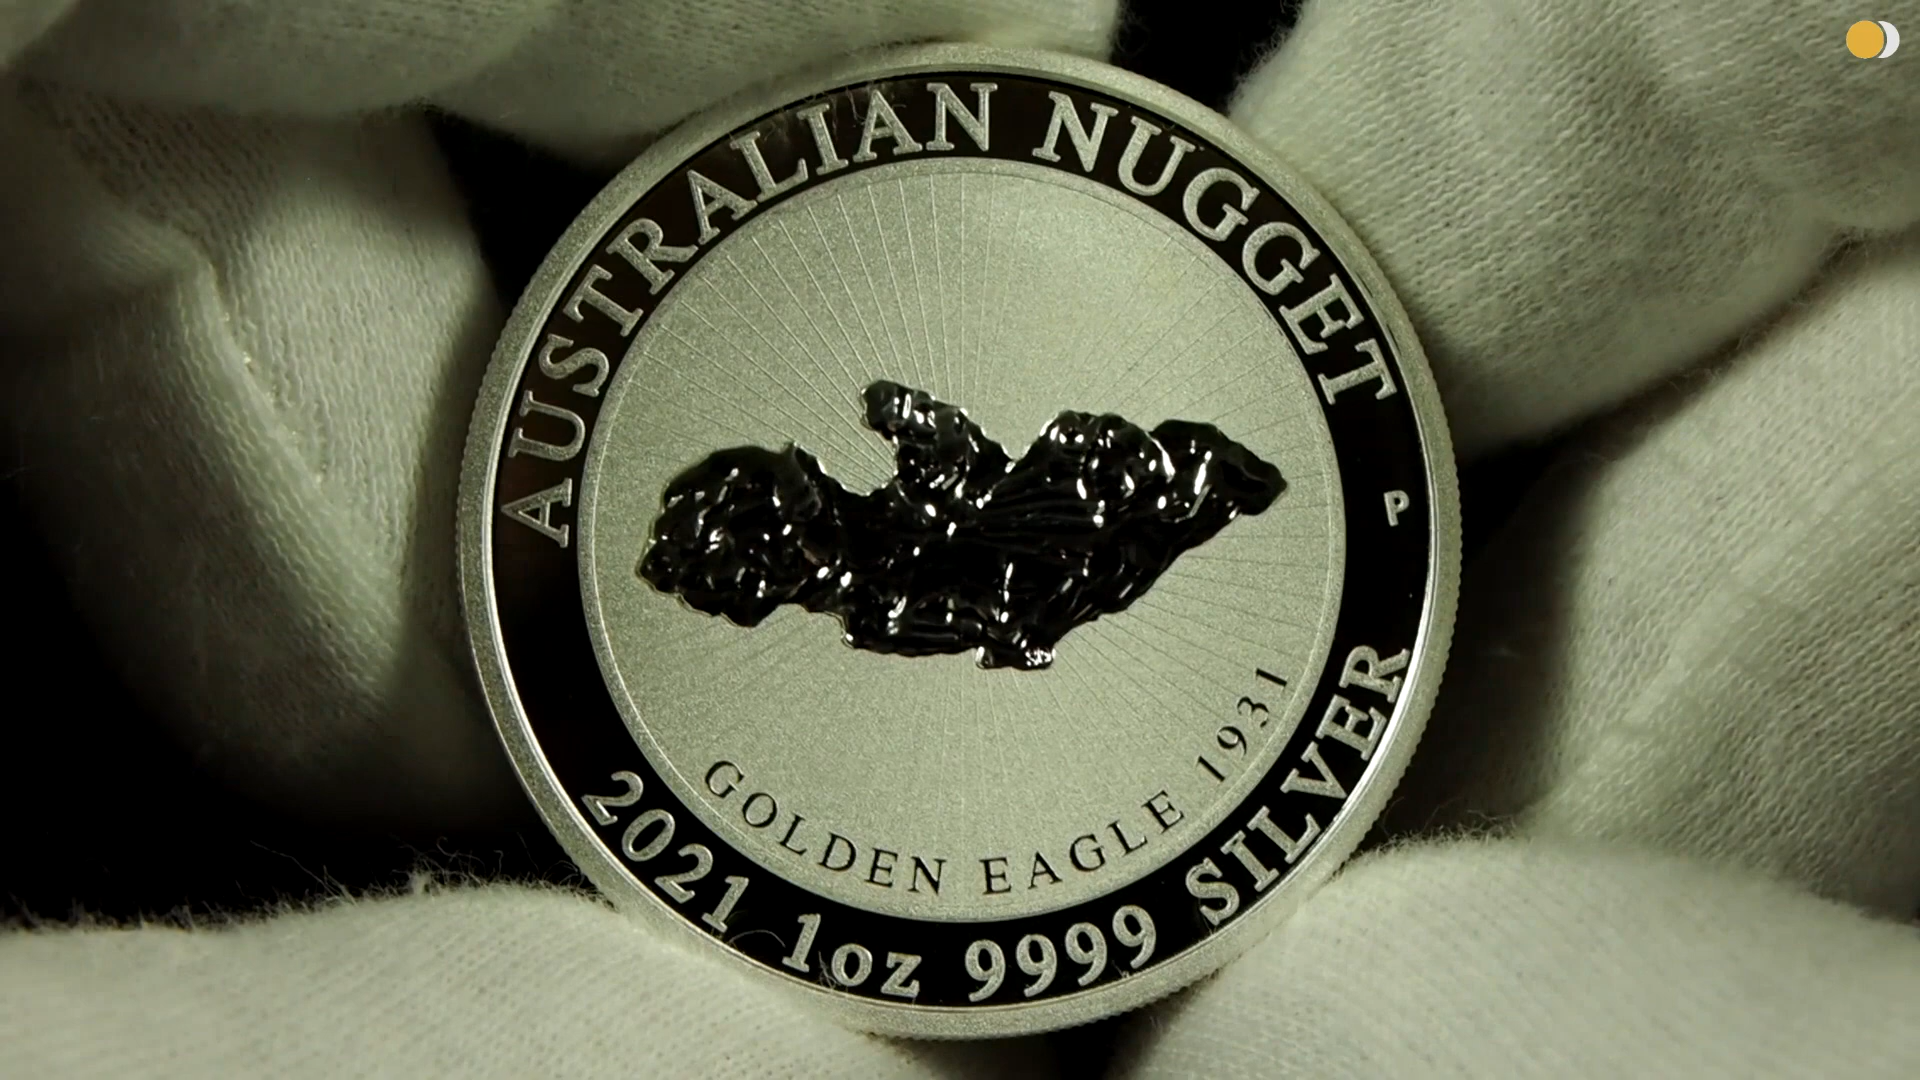 AUSTRALIAN NUGGET
P
GOLDEN EAGLE 1931
2021 1oz 9999 SILVER